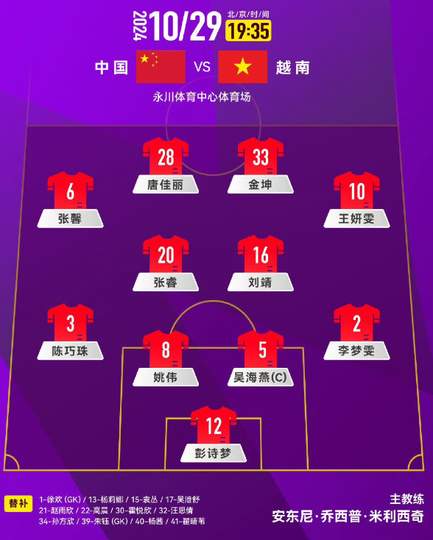 2024 10/29 北/京/时/间
19:35
中国 VS 越南
永川体育中心体育场
28 33
唐佳丽 金坤
6 10
张馨 王妍雯
20 16
张睿 刘靖
3 2
陈巧珠 李梦雯
8 5
姚伟 吴海燕(C)
12
彭诗梦
替补
1-徐欢 (GK) / 13-杨莉娜 / 15-袁丛 / 17-吴澄舒
21-赵雨欣 / 22-高晨 / 30-霍悦欣 / 32-汪思倩
34-孙方欣 / 39-朱钰 (GK) / 40-杨茜 / 41-翟晴苇
主教练
安东尼·乔西普·米利西奇